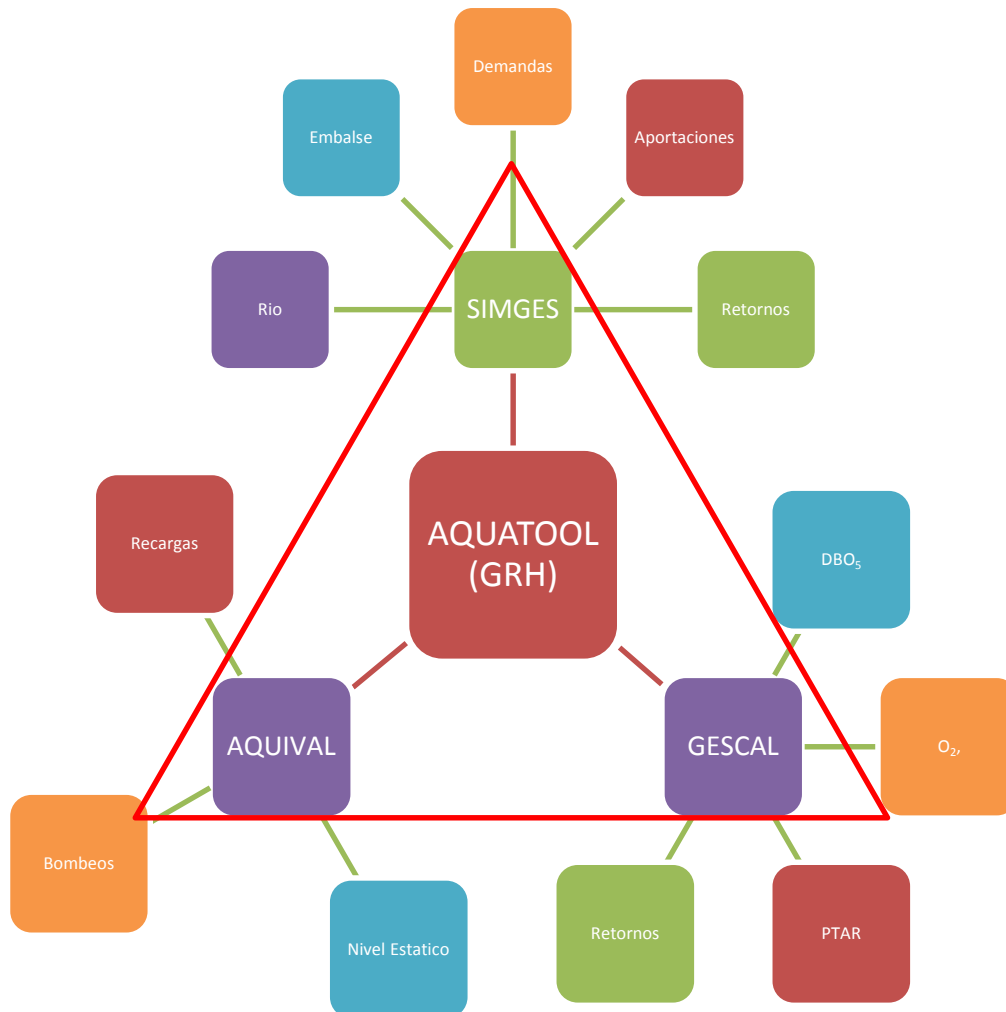 Demandas
Embalse
Aportaciones
Rio
SIMGES
Retornos
AQUATOOL
(GRH)
Recargas
DBO₅
AQUIVAL
GESCAL
O₂,
Bombeos
Nivel Estatico
Retornos
PTAR